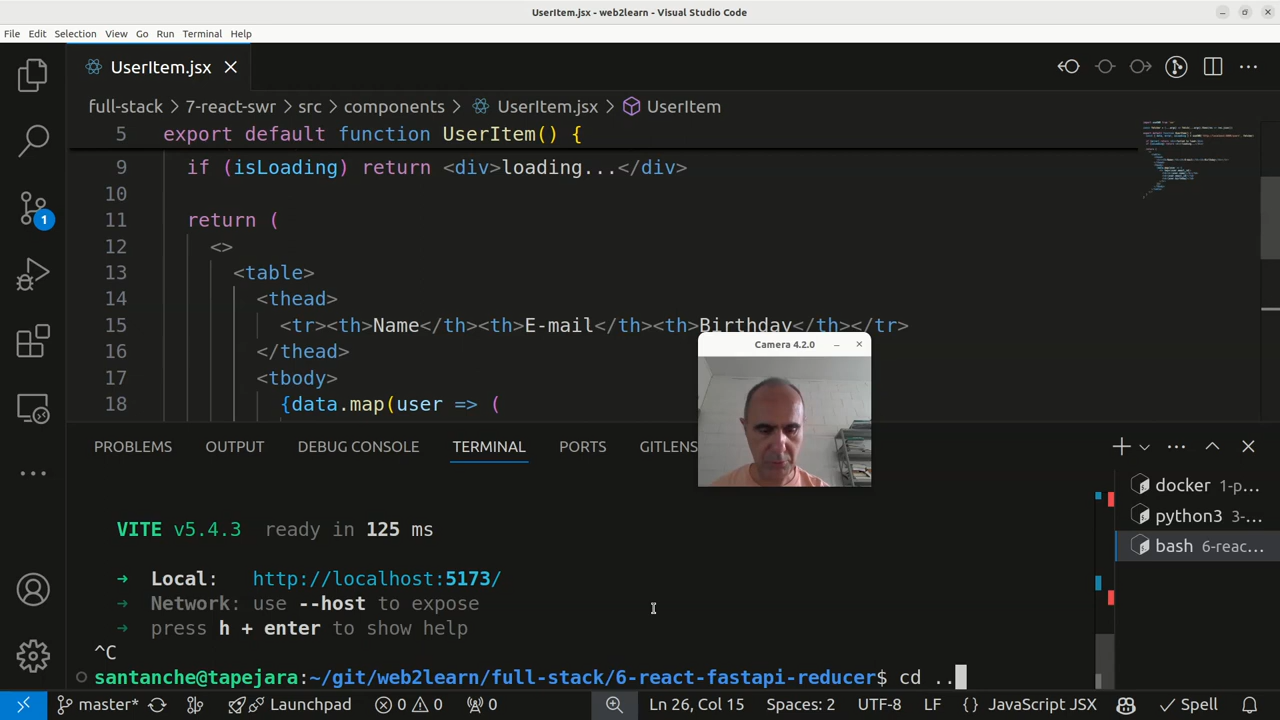 UserItem.jsx - web2learn - Visual Studio Code
File Edit Selection View Go Run Terminal Help
UserItem.jsx
full-stack > 7-react-swr > src > components > UserItem.jsx > UserItem
5 export default function UserItem() {
9 if (isLoading) return <div>loading...</div>
10
11 return (
12 <>
13 <table>
14 <thead>
15 <tr><th>Name</th><th>E-mail</th><th>Birthday</th></tr>
16 </thead>
17 <tbody>
18 {data.map(user => (
Camera 4.2.0
PROBLEMS OUTPUT DEBUG CONSOLE TERMINAL PORTS GITLENS
1
docker 1-p...
python3 3-...
bash 6-reac...
VITE v5.4.3 ready in 125 ms
➜ Local: http://localhost:5173/
➜ Network: use --host to expose
➜ press h + enter to show help
^C
santanche@tapejara:~/git/web2learn/full-stack/6-react-fastapi-reducer$ cd ..
master* Launchpad 0 0 0 Ln 26, Col 15 Spaces: 2 UTF-8 LF {} JavaScript JSX Spell